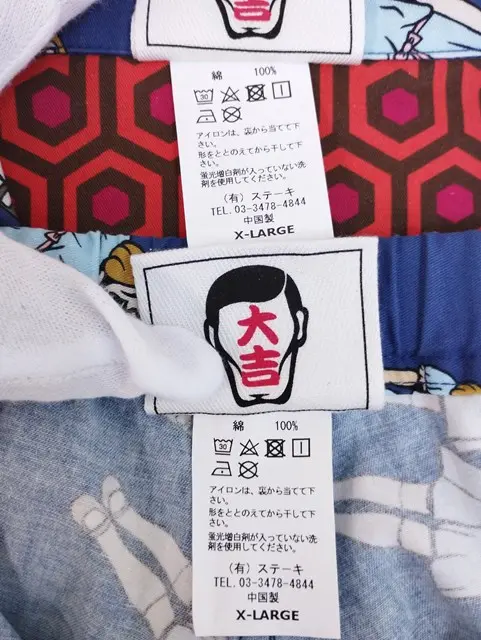 綿 100%
30
アイロンは、裏から当てて下
さい。
形をととのえてから干して下
さい。
蛍光増白剤が入っていない洗
剤を使用してください。
(有) ステーキ
TEL.03-3478-4844
中国製
X-LARGE
大
吉
綿 100%
30
アイロンは、裏から当てて下
さい。
形をととのえてから干して下
さい。
蛍光増白剤が入っていない洗
剤を使用してください。
(有) ステーキ
TEL.03-3478-4844
中国製
X-LARGE